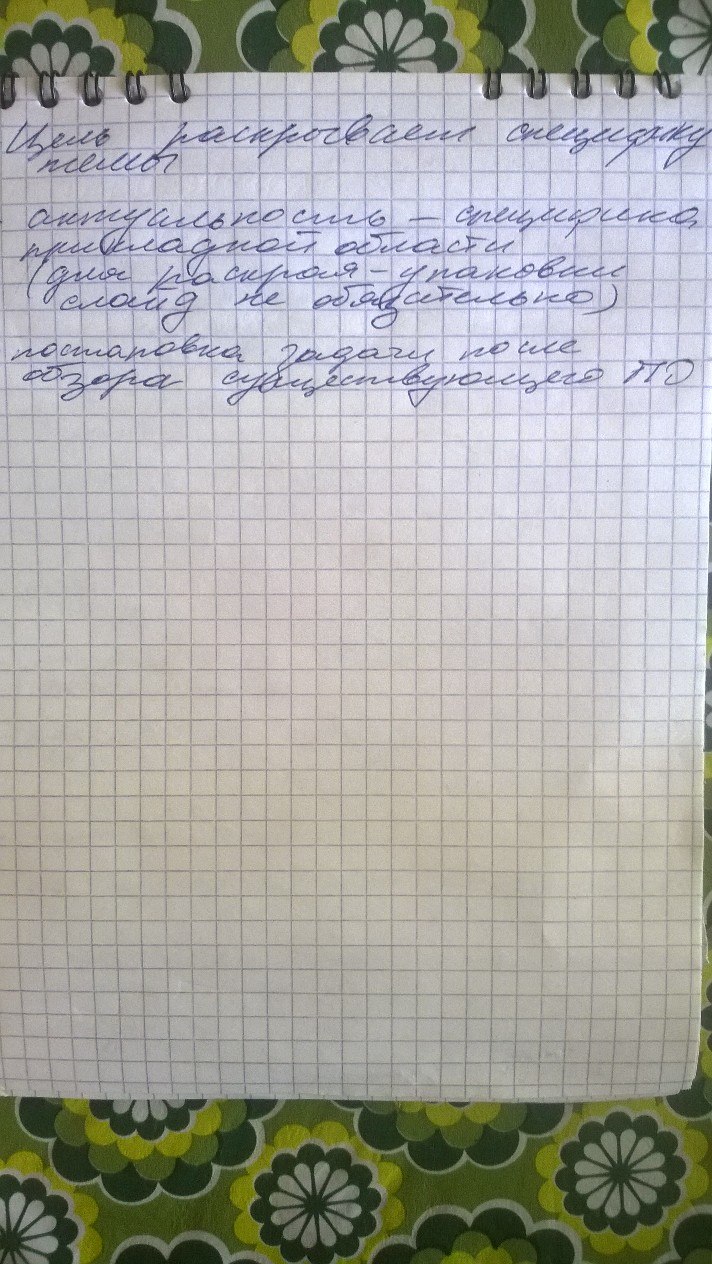 Цель раскрывает специфику
темы
актуальность – специфика
прикладной области
(для раскроя-упаковки
слайд не обязательно)
постановка задачи после
обзора существующего ПО